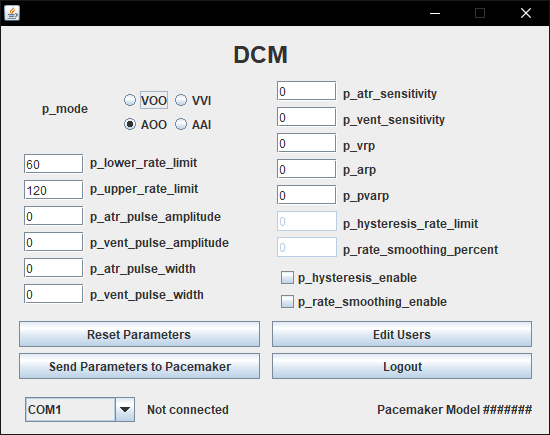 DCM
p_mode
VOO VVI
AOO AAI
60 p_lower_rate_limit
120 p_upper_rate_limit
0 p_atr_pulse_amplitude
0 p_vent_pulse_amplitude
0 p_atr_pulse_width
0 p_vent_pulse_width
0 p_atr_sensitivity
0 p_vent_sensitivity
0 p_vrp
0 p_arp
0 p_pvarp
0 p_hysteresis_rate_limit
0 p_rate_smoothing_percent
p_hysteresis_enable
p_rate_smoothing_enable
Reset Parameters Edit Users
Send Parameters to Pacemaker Logout
COM1 Not connected Pacemaker Model #######